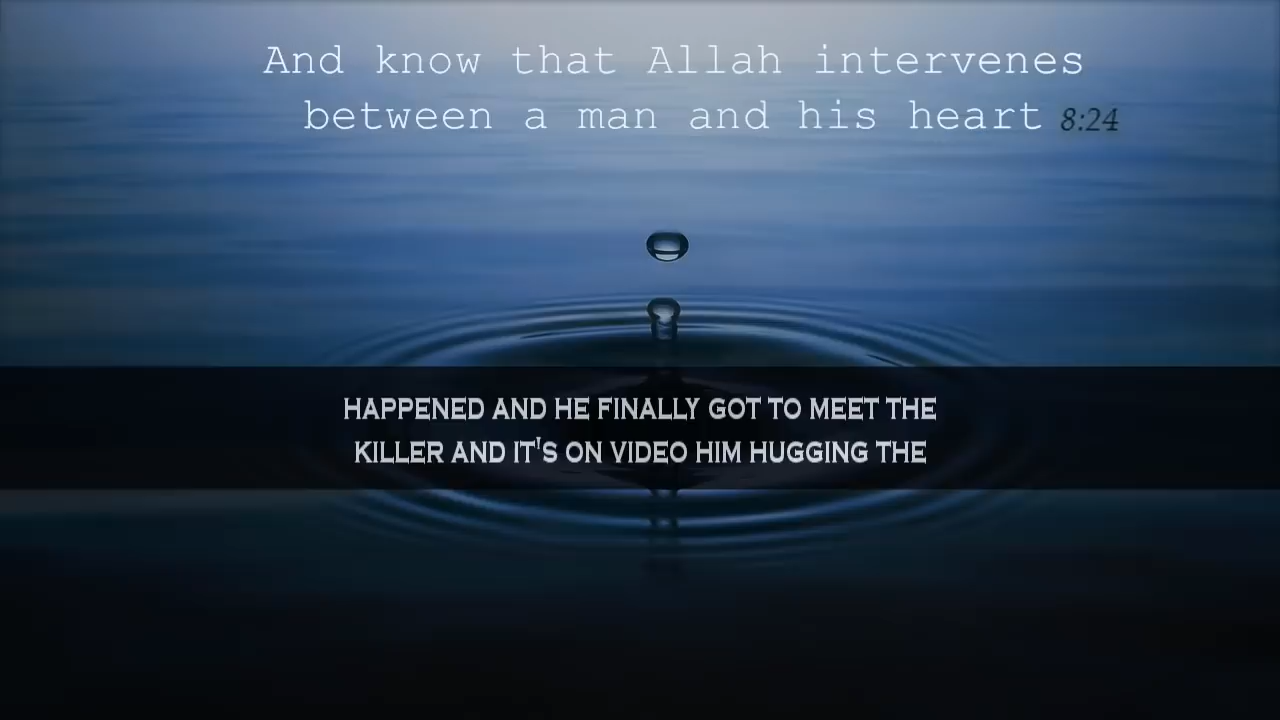 And know that Allah intervenes
between a man and his heart 8:24
HAPPENED AND HE FINALLY GOT TO MEET THE
KILLER AND IT'S ON VIDEO HIM HUGGING THE